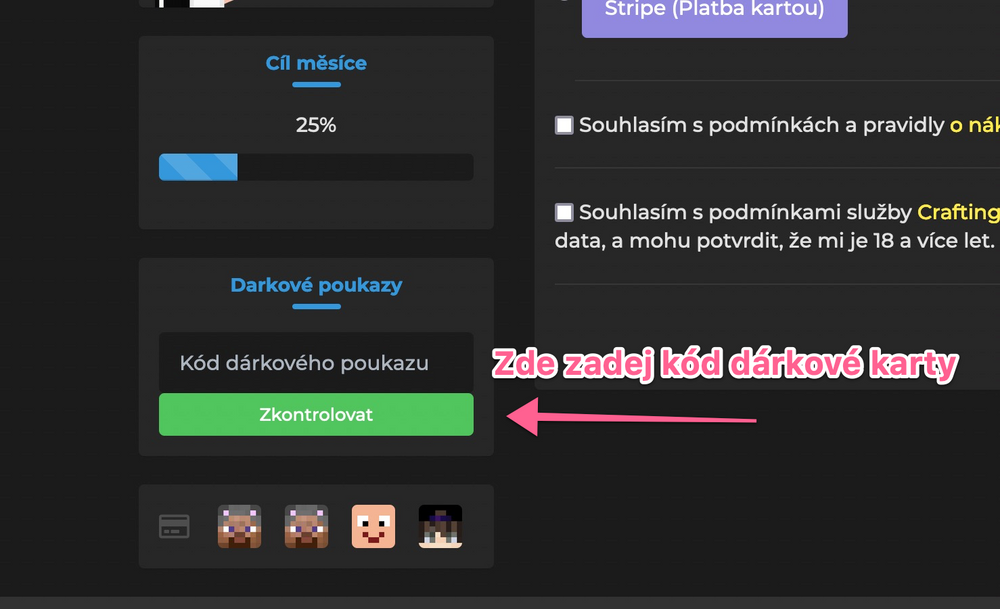 Stripe (Platba kartou)
Cíl měsíce
25%
Souhlasím s podmínkách a pravidly o
Souhlasím s podmínkami služby Crafting
data, a mohu potvrdit, že mi je 18 a více let.
Darkové poukazy
Kód dárkového poukazu
Zde zadej kód dárkové karty
Zkontrolovat